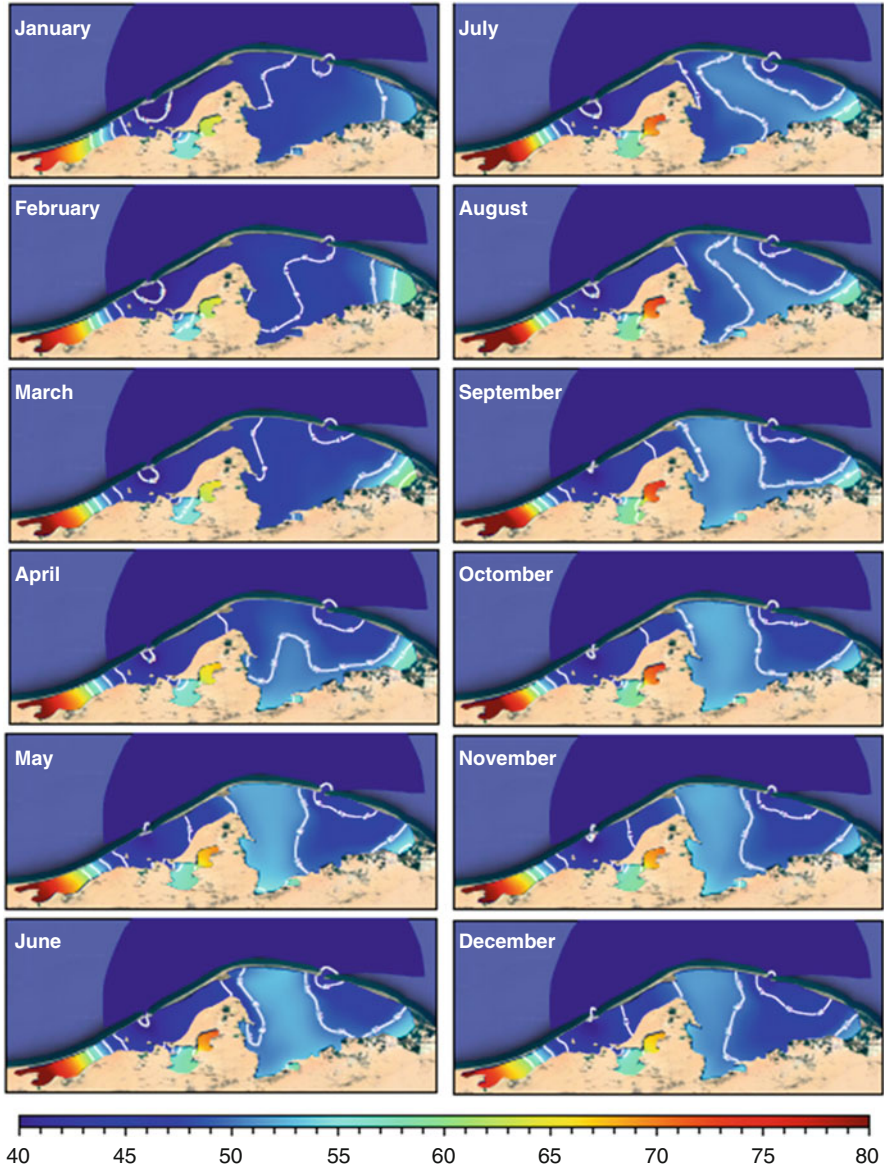 January
July
February
August
March
September
April
Octomber
May
November
June
December
40 45 50 55 60 65 70 75 80